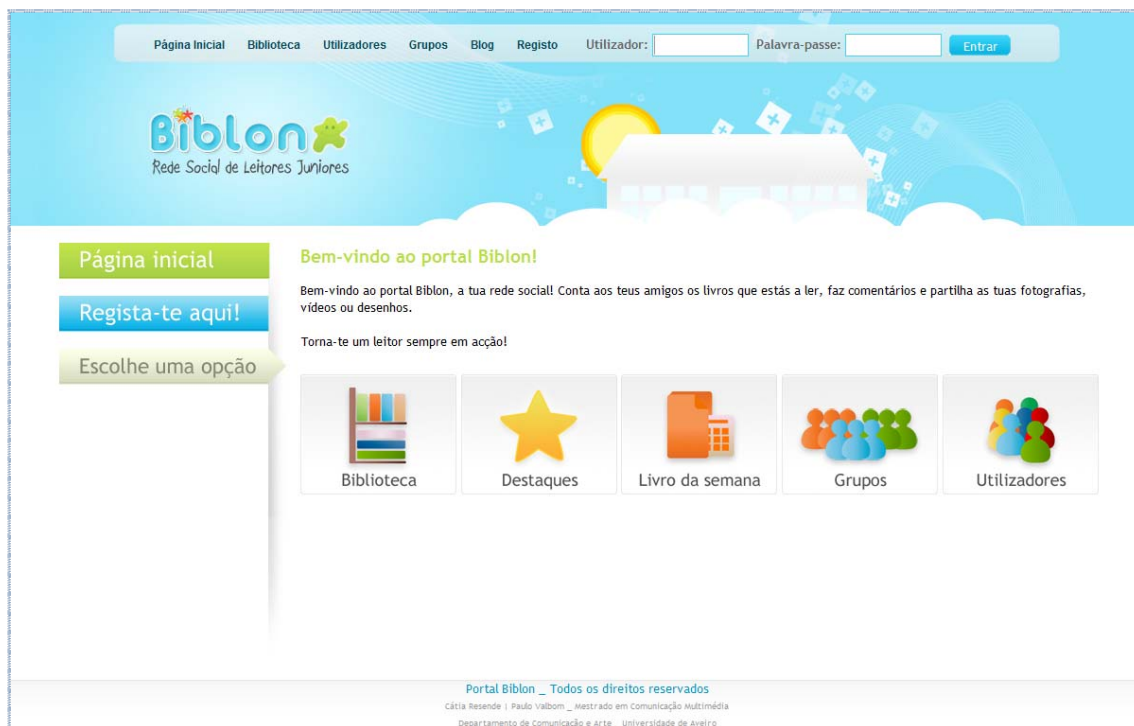 Página Inicial Biblioteca Utilizadores Grupos Blog Registo Utilizador: Palavra-passe: Entrar
Biblon
Rede Social de Leitores Juniores
Página inicial
Regista-te aqui!
Escolhe uma opção
Bem-vindo ao portal Biblon!
Bem-vindo ao portal Biblon, a tua rede social! Conta aos teus amigos os livros que estás a ler, faz comentários e partilha as tuas fotografias,
vídeos ou desenhos.
Torna-te um leitor sempre em acção!
Biblioteca Destaques Livro da semana Grupos Utilizadores
Portal Biblon _ Todos os direitos reservados
Cátia Resende | Paulo Valbom _ Mestrado em Comunicação Multimédia
Departamento de Comunicação e Arte _ Universidade de Aveiro